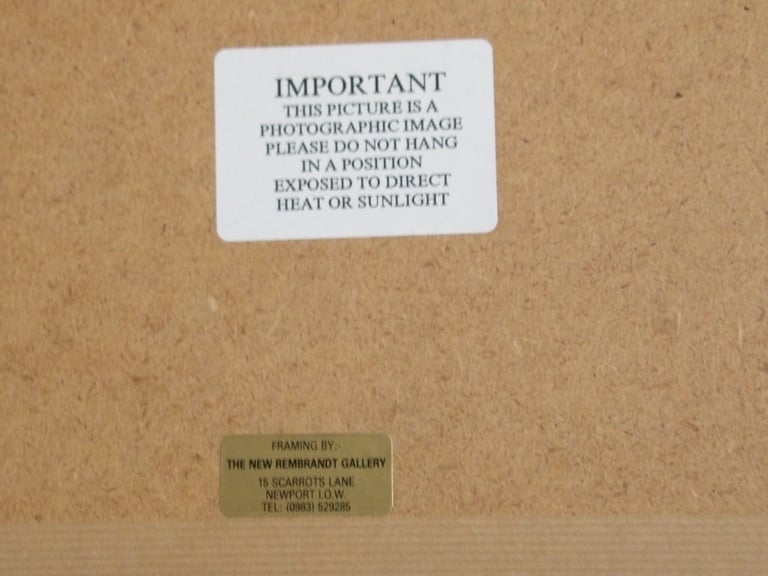 IMPORTANT
THIS PICTURE IS A
PHOTOGRAPHIC IMAGE
PLEASE DO NOT HANG
IN A POSITION
EXPOSED TO DIRECT
HEAT OR SUNLIGHT
FRAMING BY:-
THE NEW REMBRANDT GALLERY
15 SCARROTS LANE
NEWPORT I.O.W.
TEL: (0983) 529285